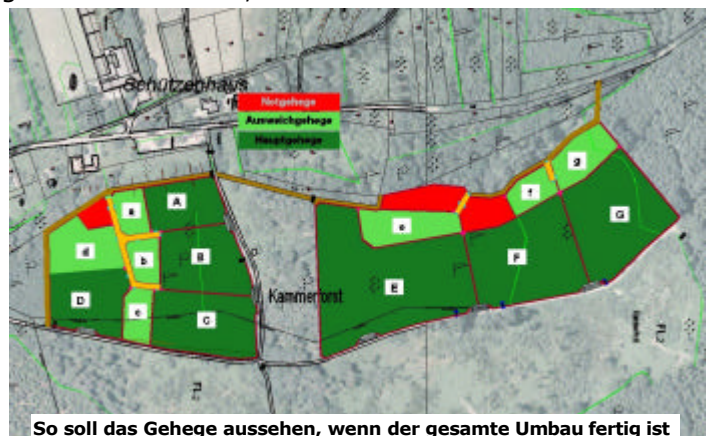 Schützenhaus
Notgehege
Ausweichgehege
Hauptgehege
g
f
a
A
G
e
d
b
B
F
E
D
c
C
Kammerforst
So soll das Gehege aussehen, wenn der gesamte Umbau fertig ist